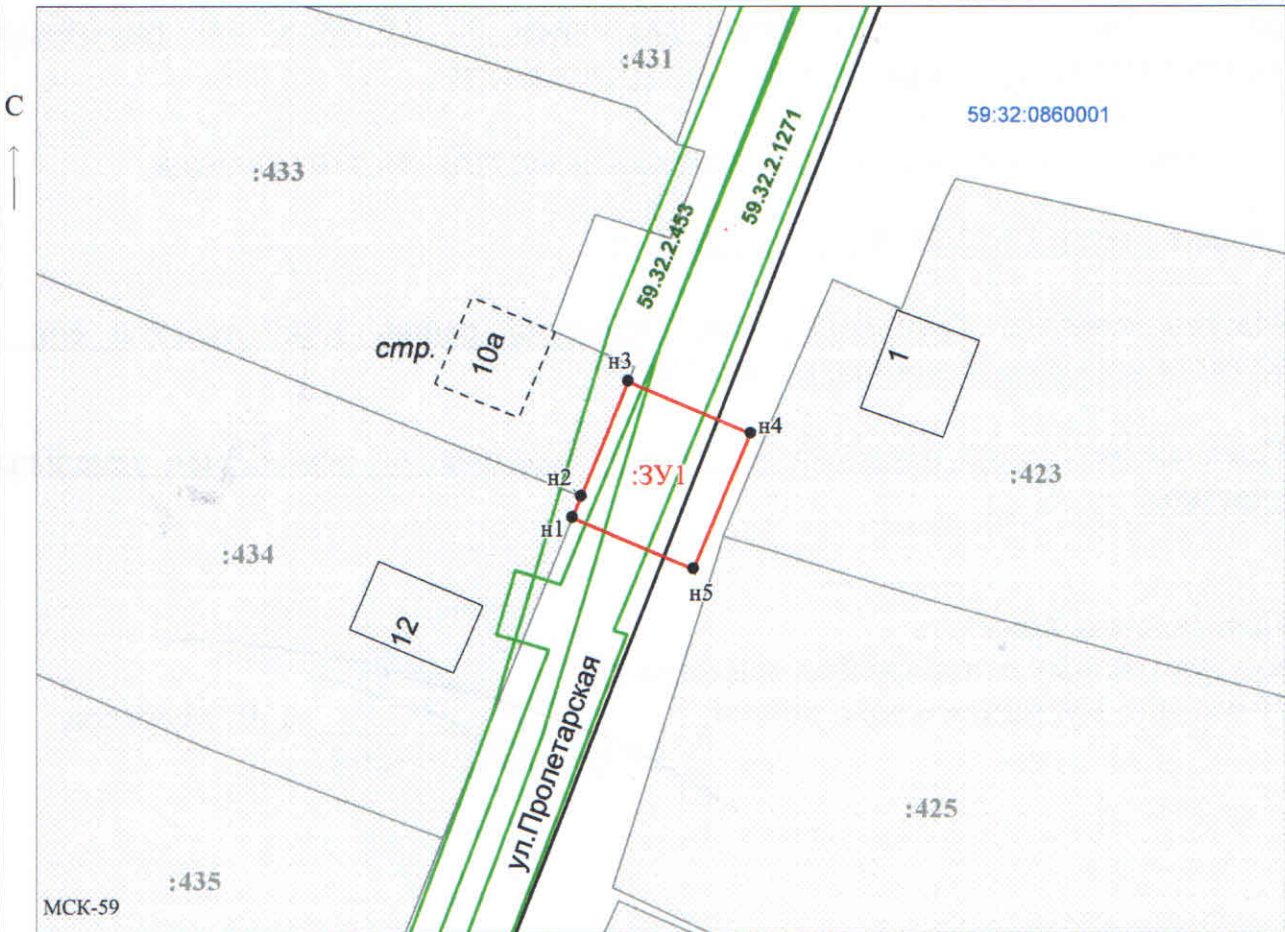 :431
С
59:32:0860001
59.32.2.1271
:433
59.32.2.453
стр.
10а
1
н3
н4
:ЗУ1
:423
н2
н1
:434
н5
12
ул.Пролетарская
:425
:435
МСК-59